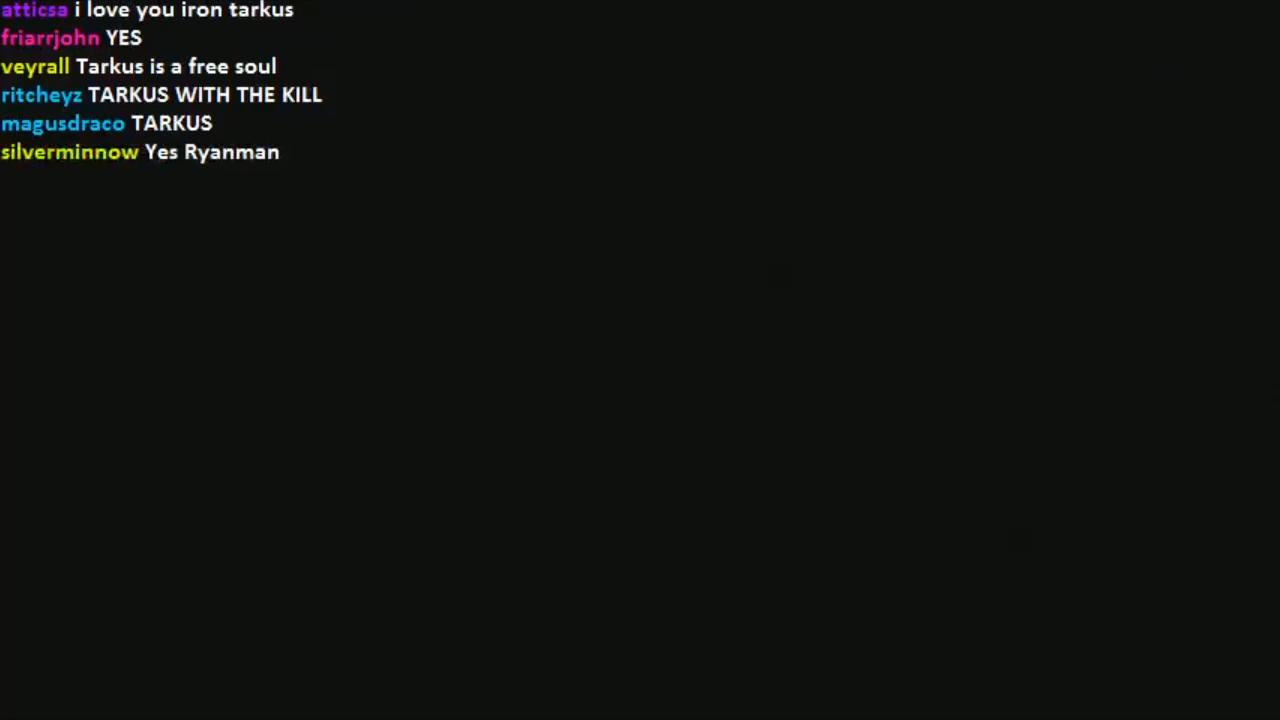 atticsa i love you iron tarkus
friarrjohn YES
veyrall Tarkus is a free soul
ritcheyz TARKUS WITH THE KILL
magusdraco TARKUS
silverminnow Yes Ryanman